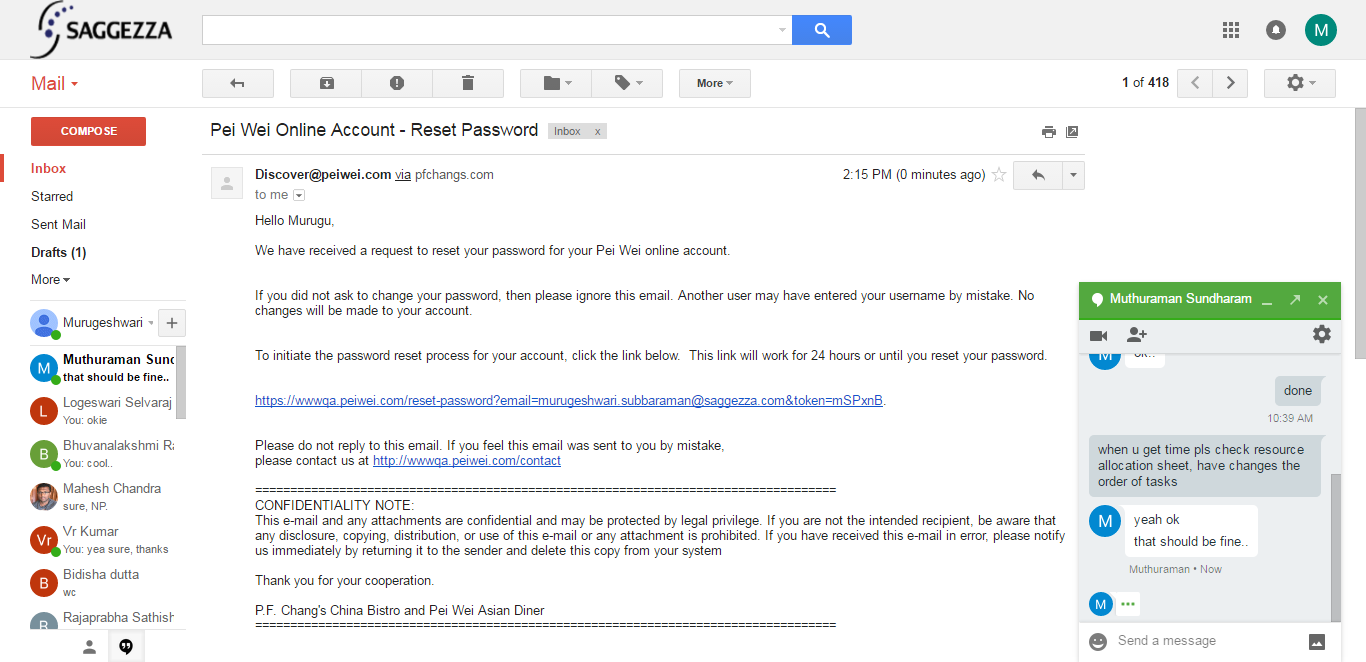 SAGGEZZA
M
Mail
More
1 of 418
COMPOSE
Inbox
Starred
Sent Mail
Drafts (1)
More
Murugeshwari
+
M
Muthuraman Sund
that should be fine..
L
Logeswari Selvaraj
You: okie
B
Bhuvanalakshmi Ra
You: cool..
Mahesh Chandra
sure, NP.
Vr
Vr Kumar
You: yea sure, thanks
B
Bidisha dutta
wc
R
Rajaprabha Sathish
Pei Wei Online Account - Reset Password
Inbox x
Discover@peiwei.com via pfchangs.com
2:15 PM (0 minutes ago)
to me
Hello Murugu,
We have received a request to reset your password for your Pei Wei online account.
If you did not ask to change your password, then please ignore this email. Another user may have entered your username by mistake. No
changes will be made to your account.
To initiate the password reset process for your account, click the link below.  This link will work for 24 hours or until you reset your password.
https://wwwqa.peiwei.com/reset-password?email=murugeshwari.subbaraman@saggezza.com&token=mSPxnB.
Please do not reply to this email. If you feel this email was sent to you by mistake,
please contact us at http://wwwqa.peiwei.com/contact
===================================================================================
CONFIDENTIALITY NOTE:
This e-mail and any attachments are confidential and may be protected by legal privilege. If you are not the intended recipient, be aware that
any disclosure, copying, distribution, or use of this e-mail or any attachment is prohibited. If you have received this e-mail in error, please notify
us immediately by returning it to the sender and delete this copy from your system
Thank you for your cooperation.
P.F. Chang's China Bistro and Pei Wei Asian Diner
===================================================================================
Muthuraman Sundharam
M
ok..
done
10:39 AM
when u get time pls check resource
allocation sheet, have changes the
order of tasks
M
yeah ok
that should be fine..
Muthuraman • Now
M
Send a message